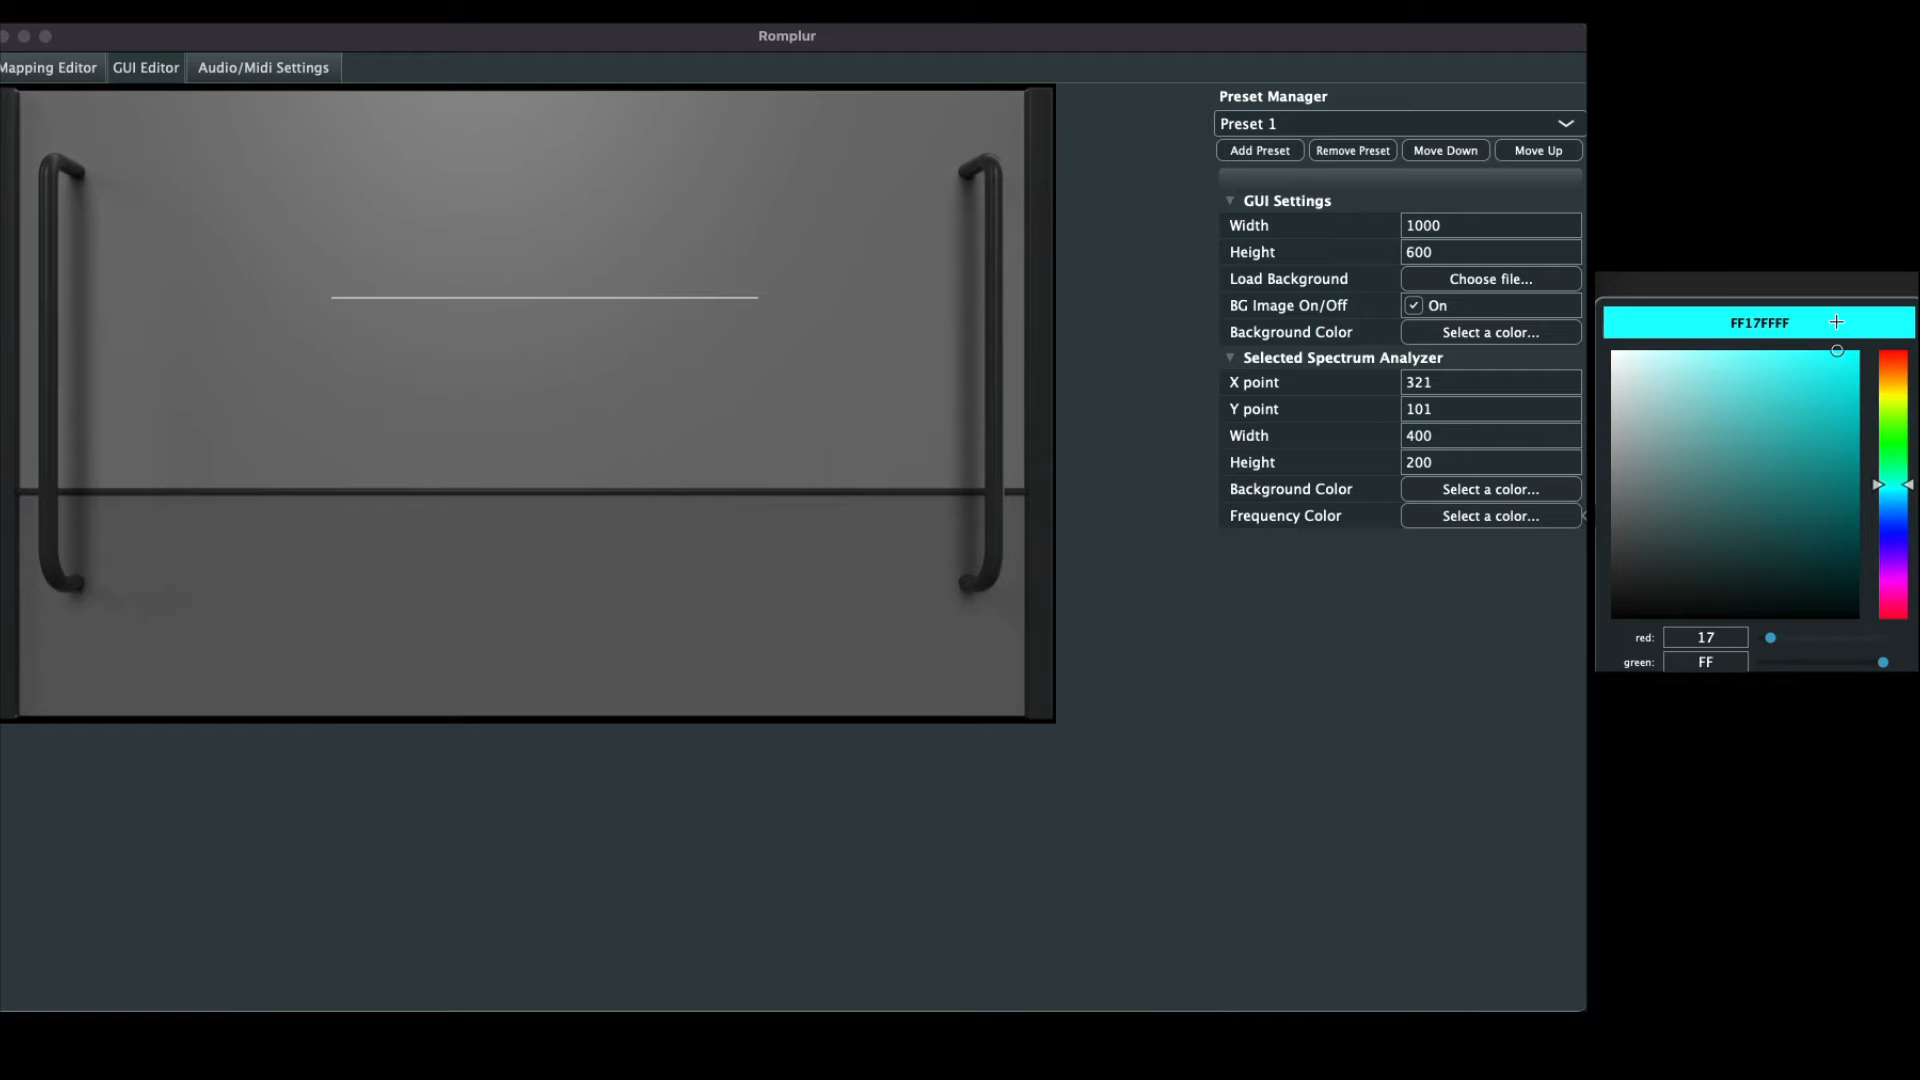 Romplur
Mapping Editor
GUI Editor
Audio/Midi Settings
Preset Manager
Preset 1
Add Preset
Remove Preset
Move Down
Move Up
GUI Settings
Width 1000
Height 600
Load Background Choose file...
BG Image On/Off On
Background Color Select a color...
Selected Spectrum Analyzer
X point 321
Y point 101
Width 400
Height 200
Background Color Select a color...
Frequency Color Select a color...
FF17FFFF
red: 17
green: FF